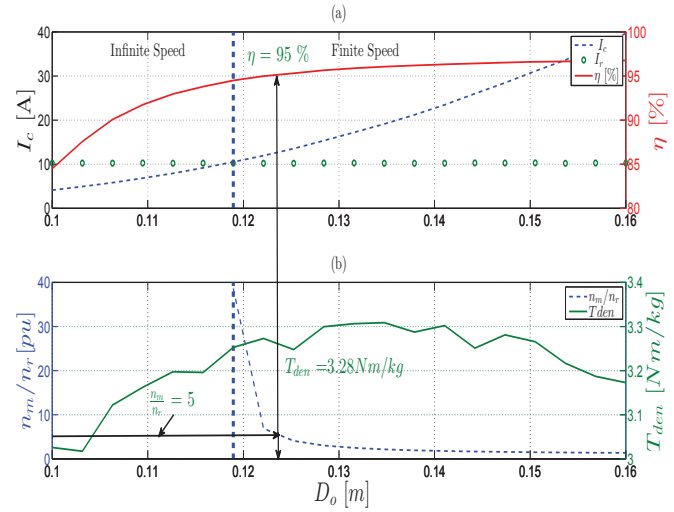 (a)
40
30
20
10
0
I_c [A]
Infinite Speed
η = 95 %
Finite Speed
I_c
I_r
η [%]
100
95
90
85
80
η [%]
0.1 0.11 0.12 0.13 0.14 0.15 0.16
(b)
40
30
20
10
0
n_m/n_r [pu]
n_m/n_r
Tden
T_den =3.28Nm/kg
n_m/n_r = 5
3.4
3.3
3.2
3.1
3
T_den [Nm/kg]
0.1 0.11 0.12 0.13 0.14 0.15 0.16
D_o [m]